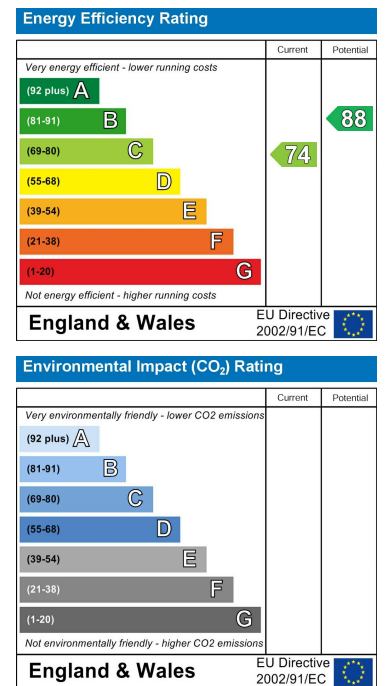 Energy Efficiency Rating
Current Potential
Very energy efficient - lower running costs
(92 plus) A
(81-91) B
88
(69-80) C
74
(55-68) D
(39-54) E
(21-38) F
(1-20) G
Not energy efficient - higher running costs
England & Wales
EU Directive
2002/91/EC
Environmental Impact (CO₂) Rating
Current Potential
Very environmentally friendly - lower CO2 emissions
(92 plus) A
(81-91) B
(69-80) C
(55-68) D
(39-54) E
(21-38) F
(1-20) G
Not environmentally friendly - higher CO2 emissions
England & Wales
EU Directive
2002/91/EC